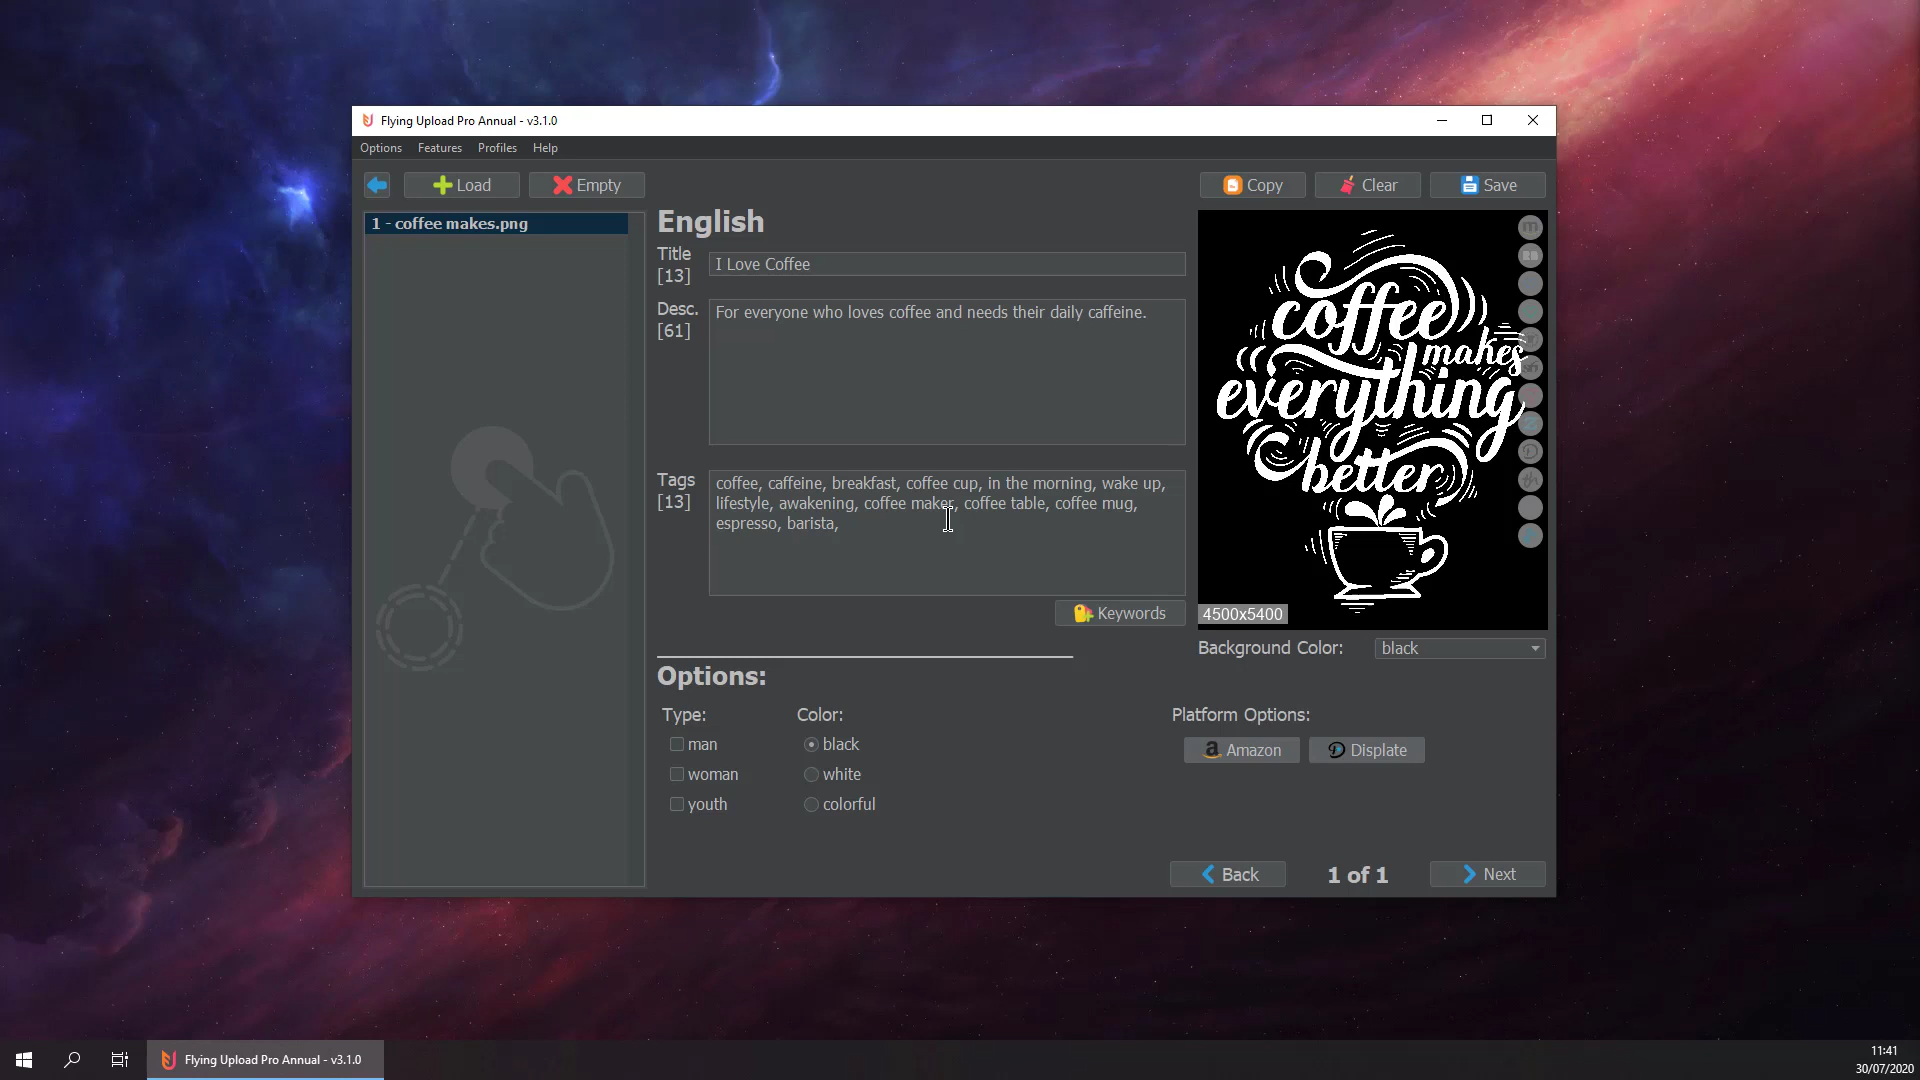 Flying Upload Pro Annual - v3.1.0
Options Features Profiles Help
Load Empty Copy Clear Save
1 - coffee makes.png
English
Title
[13]
I Love Coffee
Desc.
[61]
For everyone who loves coffee and needs their daily caffeine.
Tags
[13]
coffee, caffeine, breakfast, coffee cup, in the morning, wake up,
lifestyle, awakening, coffee maker, coffee table, coffee mug,
espresso, barista,
Keywords
coffee
makes
everything
better
m
RB
4500x5400
Background Color: black
Options:
Type:
man
woman
youth
Color:
black
white
colorful
Platform Options:
Amazon Displate
Back 1 of 1 Next
Flying Upload Pro Annual - v3.1.0
11:41
30/07/2020